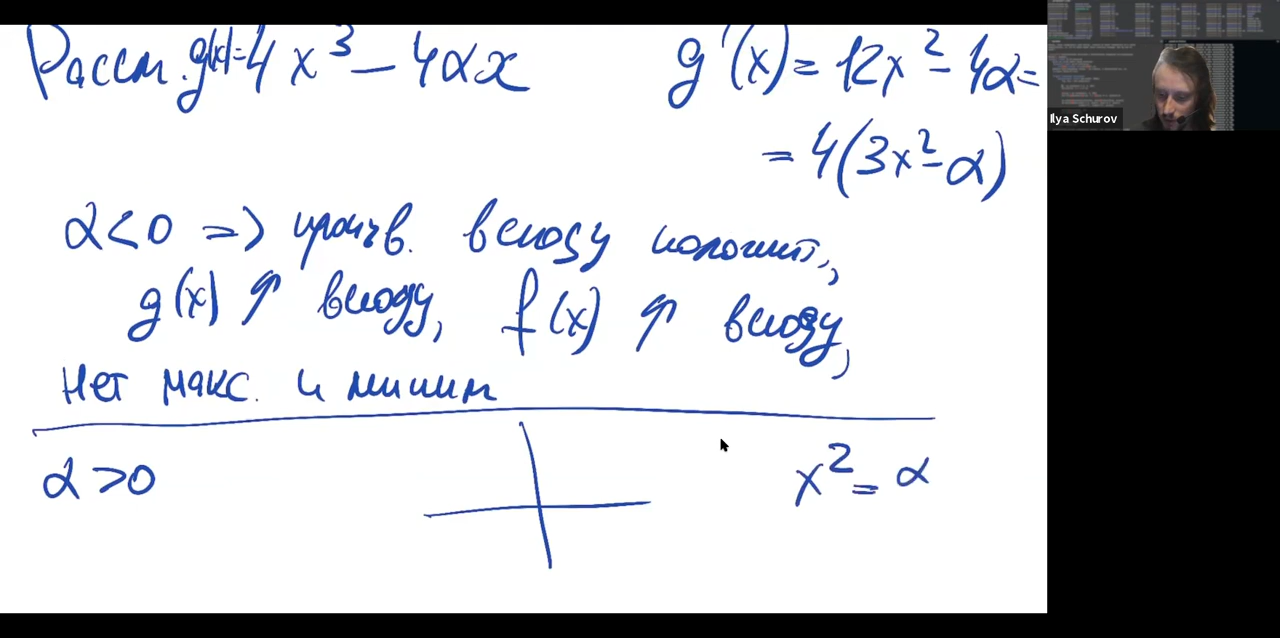 Рассм. g(x)=4x³ − 4αx
g'(x) = 12x² − 4α =
Ilya Schurov
= 4(3x² − α)
α<0 => произв. всюду положит.,
g(x) ↑ всюду, f(x) ↑ всюду,
Нет макс. и миним
α>0
x² = α